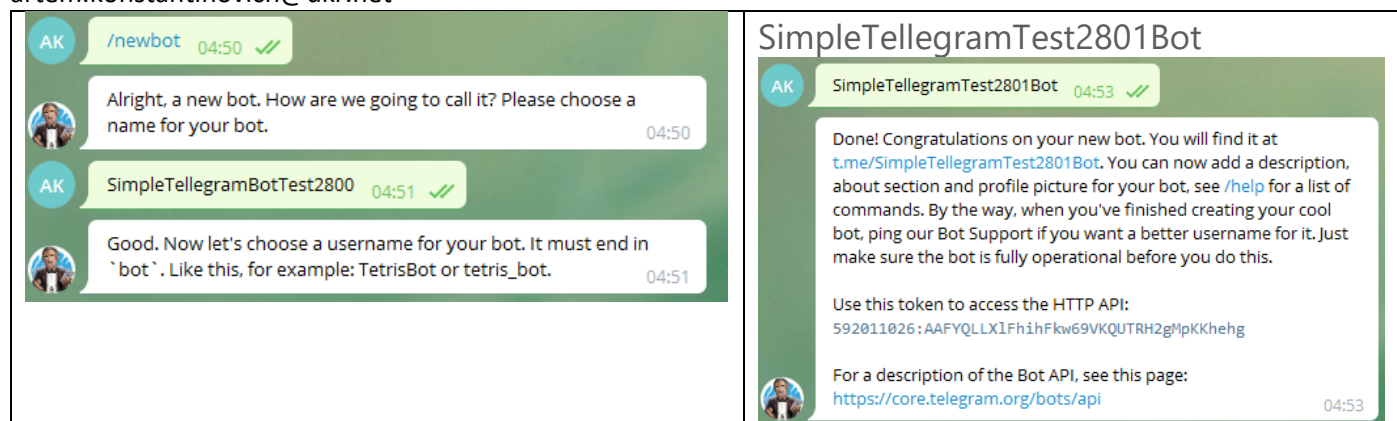 AK
/newbot 04:50
Alright, a new bot. How are we going to call it? Please choose a
name for your bot.
04:50
AK
SimpleTellegramBotTest2800 04:51
Good. Now let's choose a username for your bot. It must end in
`bot`. Like this, for example: TetrisBot or tetris_bot.
04:51
SimpleTellegramTest2801Bot
AK
SimpleTellegramTest2801Bot 04:53
Done! Congratulations on your new bot. You will find it at
t.me/SimpleTellegramTest2801Bot. You can now add a description,
about section and profile picture for your bot, see /help for a list of
commands. By the way, when you've finished creating your cool
bot, ping our Bot Support if you want a better username for it. Just
make sure the bot is fully operational before you do this.
Use this token to access the HTTP API:
592011026:AAFYQLLXlFhihFkw69VKQUTRH2gMpKKhehg
For a description of the Bot API, see this page:
https://core.telegram.org/bots/api
04:53